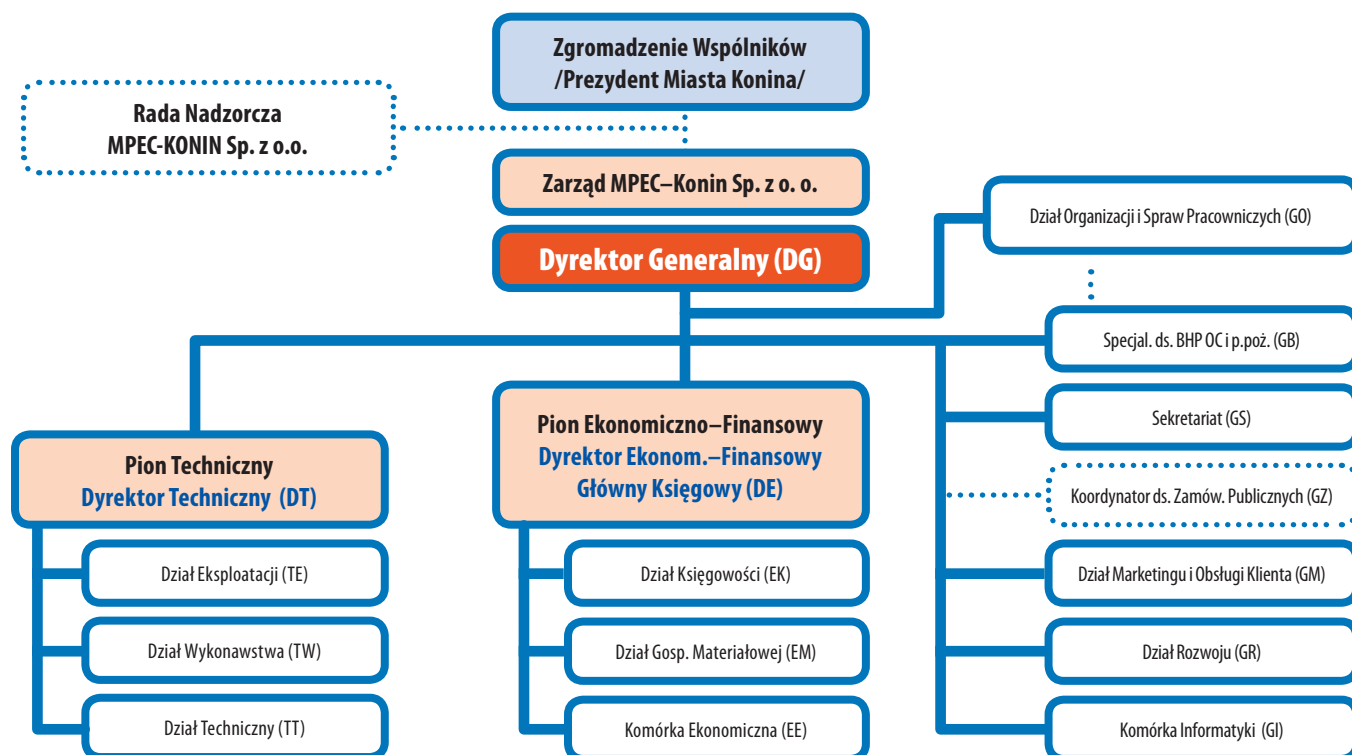 Zgromadzenie Wspólników
/Prezydent Miasta Konina/
Rada Nadzorcza
MPEC-KONIN Sp. z o.o.
Zarząd MPEC–Konin Sp. z o. o.
Dyrektor Generalny (DG)
Dział Organizacji i Spraw Pracowniczych (GO)
Specjal. ds. BHP OC i p.poż. (GB)
Sekretariat (GS)
Koordynator ds. Zamów. Publicznych (GZ)
Dział Marketingu i Obsługi Klienta (GM)
Dział Rozwoju (GR)
Komórka Informatyki (GI)
Pion Techniczny
Dyrektor Techniczny (DT)
Dział Eksploatacji (TE)
Dział Wykonawstwa (TW)
Dział Techniczny (TT)
Pion Ekonomiczno–Finansowy
Dyrektor Ekonom.–Finansowy
Główny Księgowy (DE)
Dział Księgowości (EK)
Dział Gosp. Materiałowej (EM)
Komórka Ekonomiczna (EE)